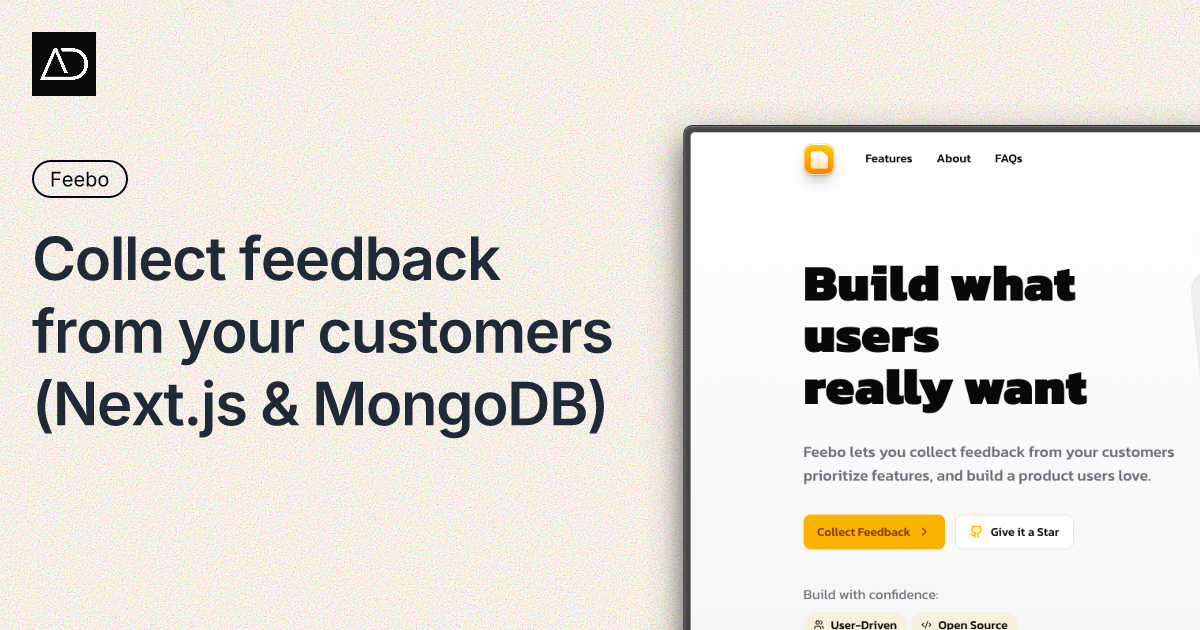 AD
Feebo
Collect feedback
from your customers
(Next.js & MongoDB)
Features About FAQs
Build what
users
really want
Feebo lets you collect feedback from your customers
prioritize features, and build a product users love.
Collect Feedback
Give it a Star
Build with confidence:
User-Driven
Open Source